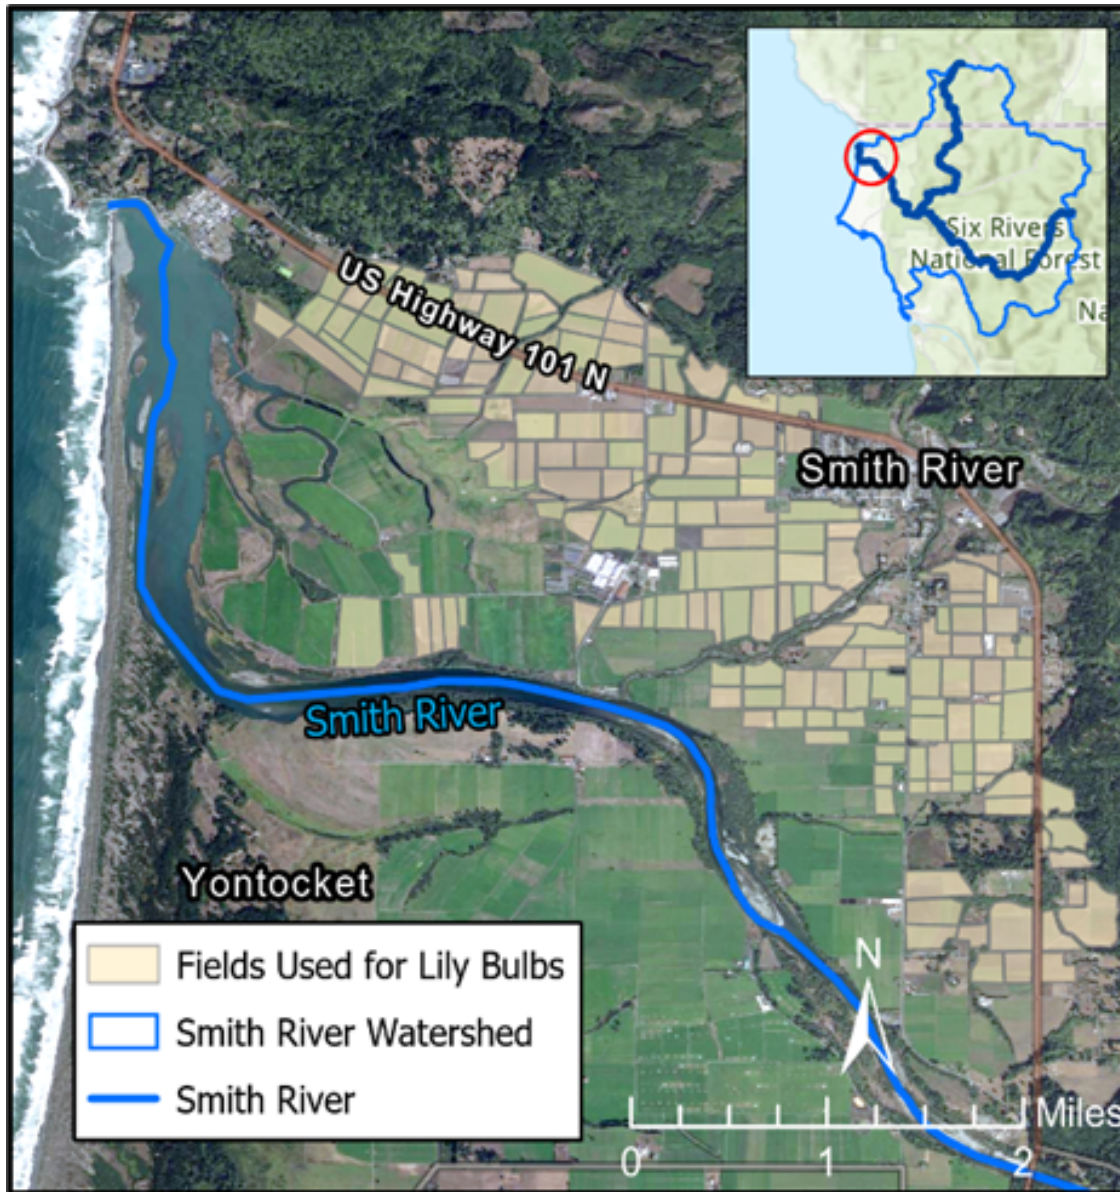 Six Rivers
National Forest
Na
US Highway 101 N
Smith River
Smith River
Yontocket
Fields Used for Lily Bulbs
Smith River Watershed
Smith River
N
Miles
0 1 2